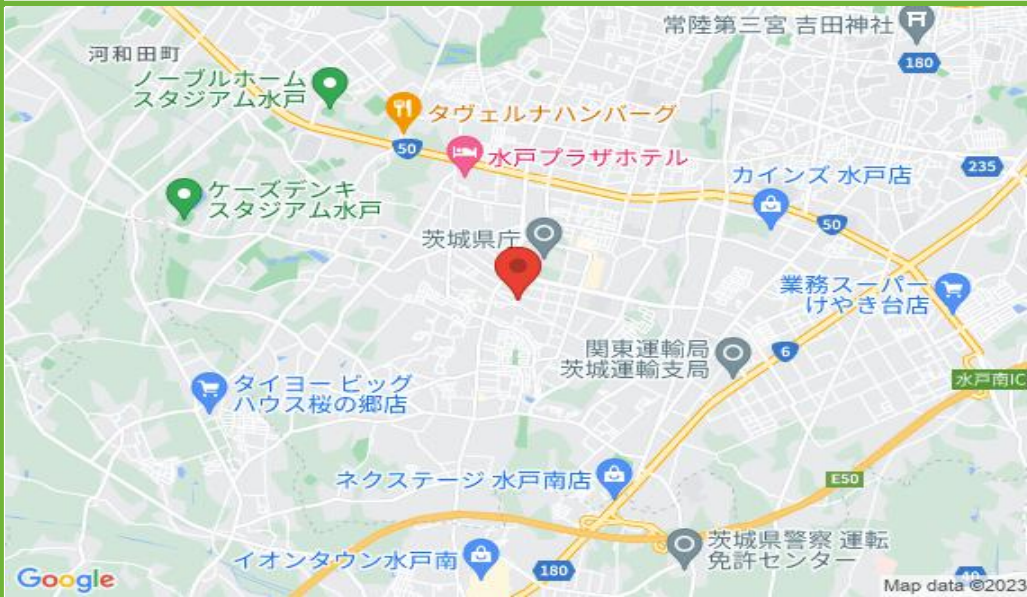 常陸第三宮 吉田神社
180
河和田町
ノーブルホーム
スタジアム水戸
タヴェルナハンバーグ
50
水戸プラザホテル
235
カインズ 水戸店
ケーズデンキ
スタジアム水戸
50
茨城県庁
業務スーパー
けやき台店
関東運輸局
茨城運輸支局
6
水戸南IC
タイヨー ビッグ
ハウス桜の郷店
ネクステージ 水戸南店
E50
茨城県警察 運転
免許センター
イオンタウン水戸南
180
Google
Map data ©2023